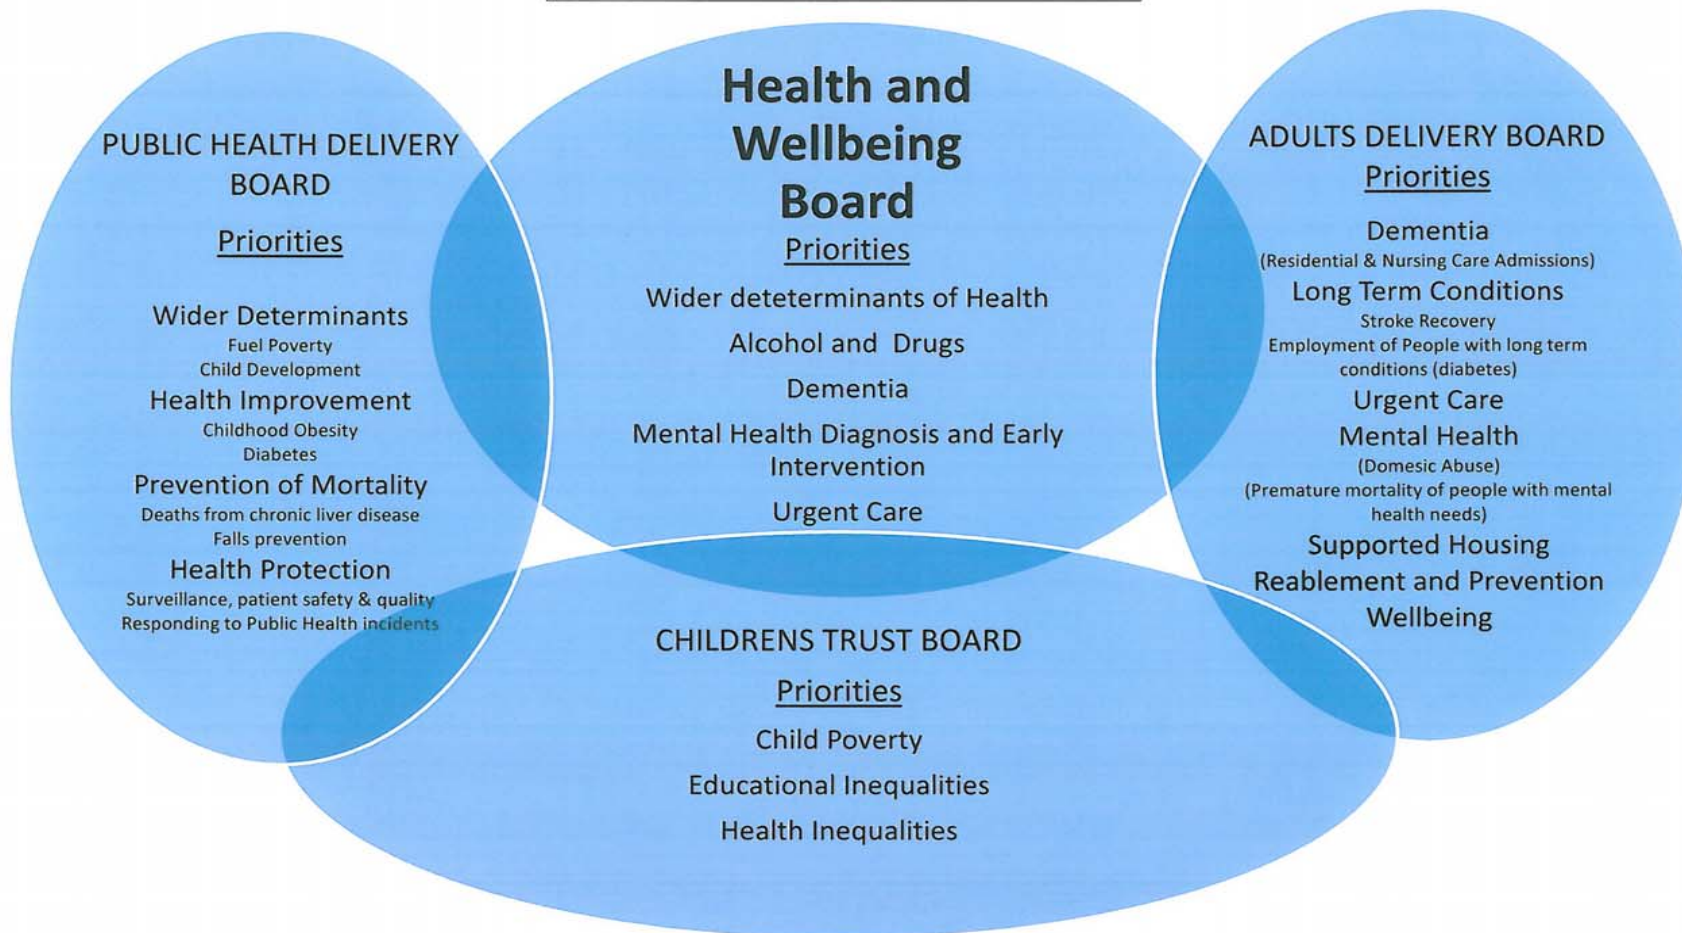 PUBLIC HEALTH DELIVERY
BOARD
Priorities
Wider Determinants
Fuel Poverty
Child Development
Health Improvement
Childhood Obesity
Diabetes
Prevention of Mortality
Deaths from chronic liver disease
Falls prevention
Health Protection
Surveillance, patient safety & quality
Responding to Public Health incidents
Health and
Wellbeing
Board
Priorities
Wider deteterminants of Health
Alcohol and Drugs
Dementia
Mental Health Diagnosis and Early
Intervention
Urgent Care
ADULTS DELIVERY BOARD
Priorities
Dementia
(Residential & Nursing Care Admissions)
Long Term Conditions
Stroke Recovery
Employment of People with long term
conditions (diabetes)
Urgent Care
Mental Health
(Domesic Abuse)
(Premature mortality of people with mental
health needs)
Supported Housing
Reablement and Prevention
Wellbeing
CHILDRENS TRUST BOARD
Priorities
Child Poverty
Educational Inequalities
Health Inequalities